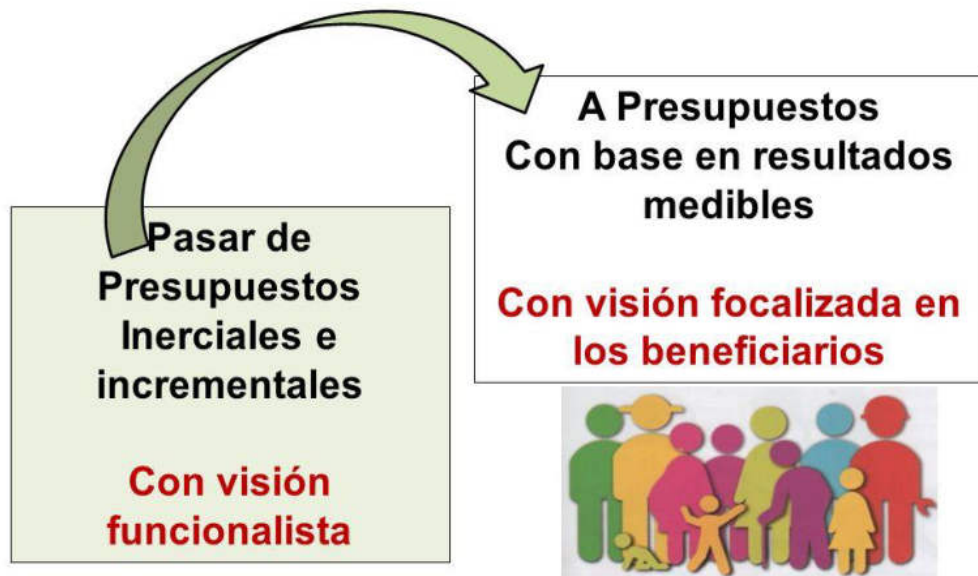 Pasar de
Presupuestos
Inerciales e
incrementales
Con visión
funcionalista
A Presupuestos
Con base en resultados
medibles
Con visión focalizada en
los beneficiarios